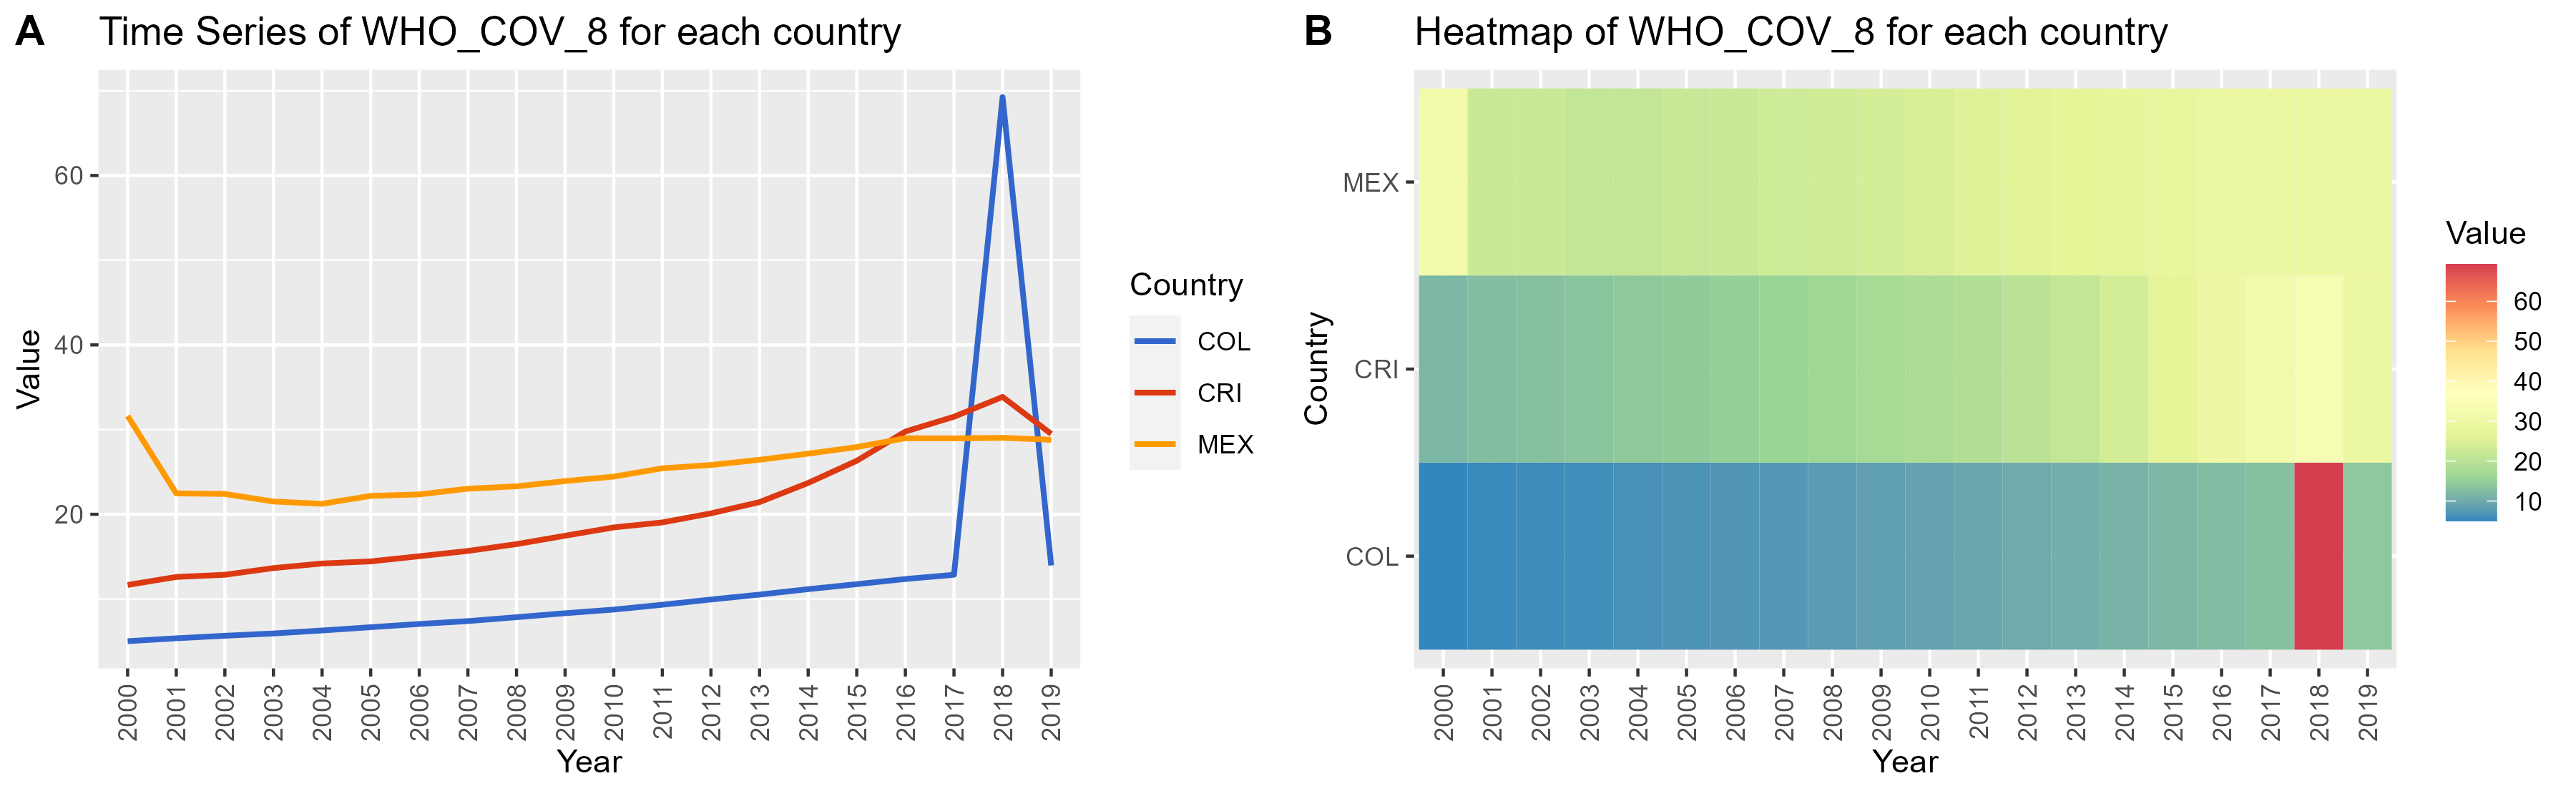 A
Time Series of WHO_COV_8 for each country
Value
60
40
20
2000 2001 2002 2003 2004 2005 2006 2007 2008 2009 2010 2011 2012 2013 2014 2015 2016 2017 2018 2019
Year
Country
COL
CRI
MEX
B
Heatmap of WHO_COV_8 for each country
Country
MEX
CRI
COL
2000 2001 2002 2003 2004 2005 2006 2007 2008 2009 2010 2011 2012 2013 2014 2015 2016 2017 2018 2019
Year
Value
60
50
40
30
20
10